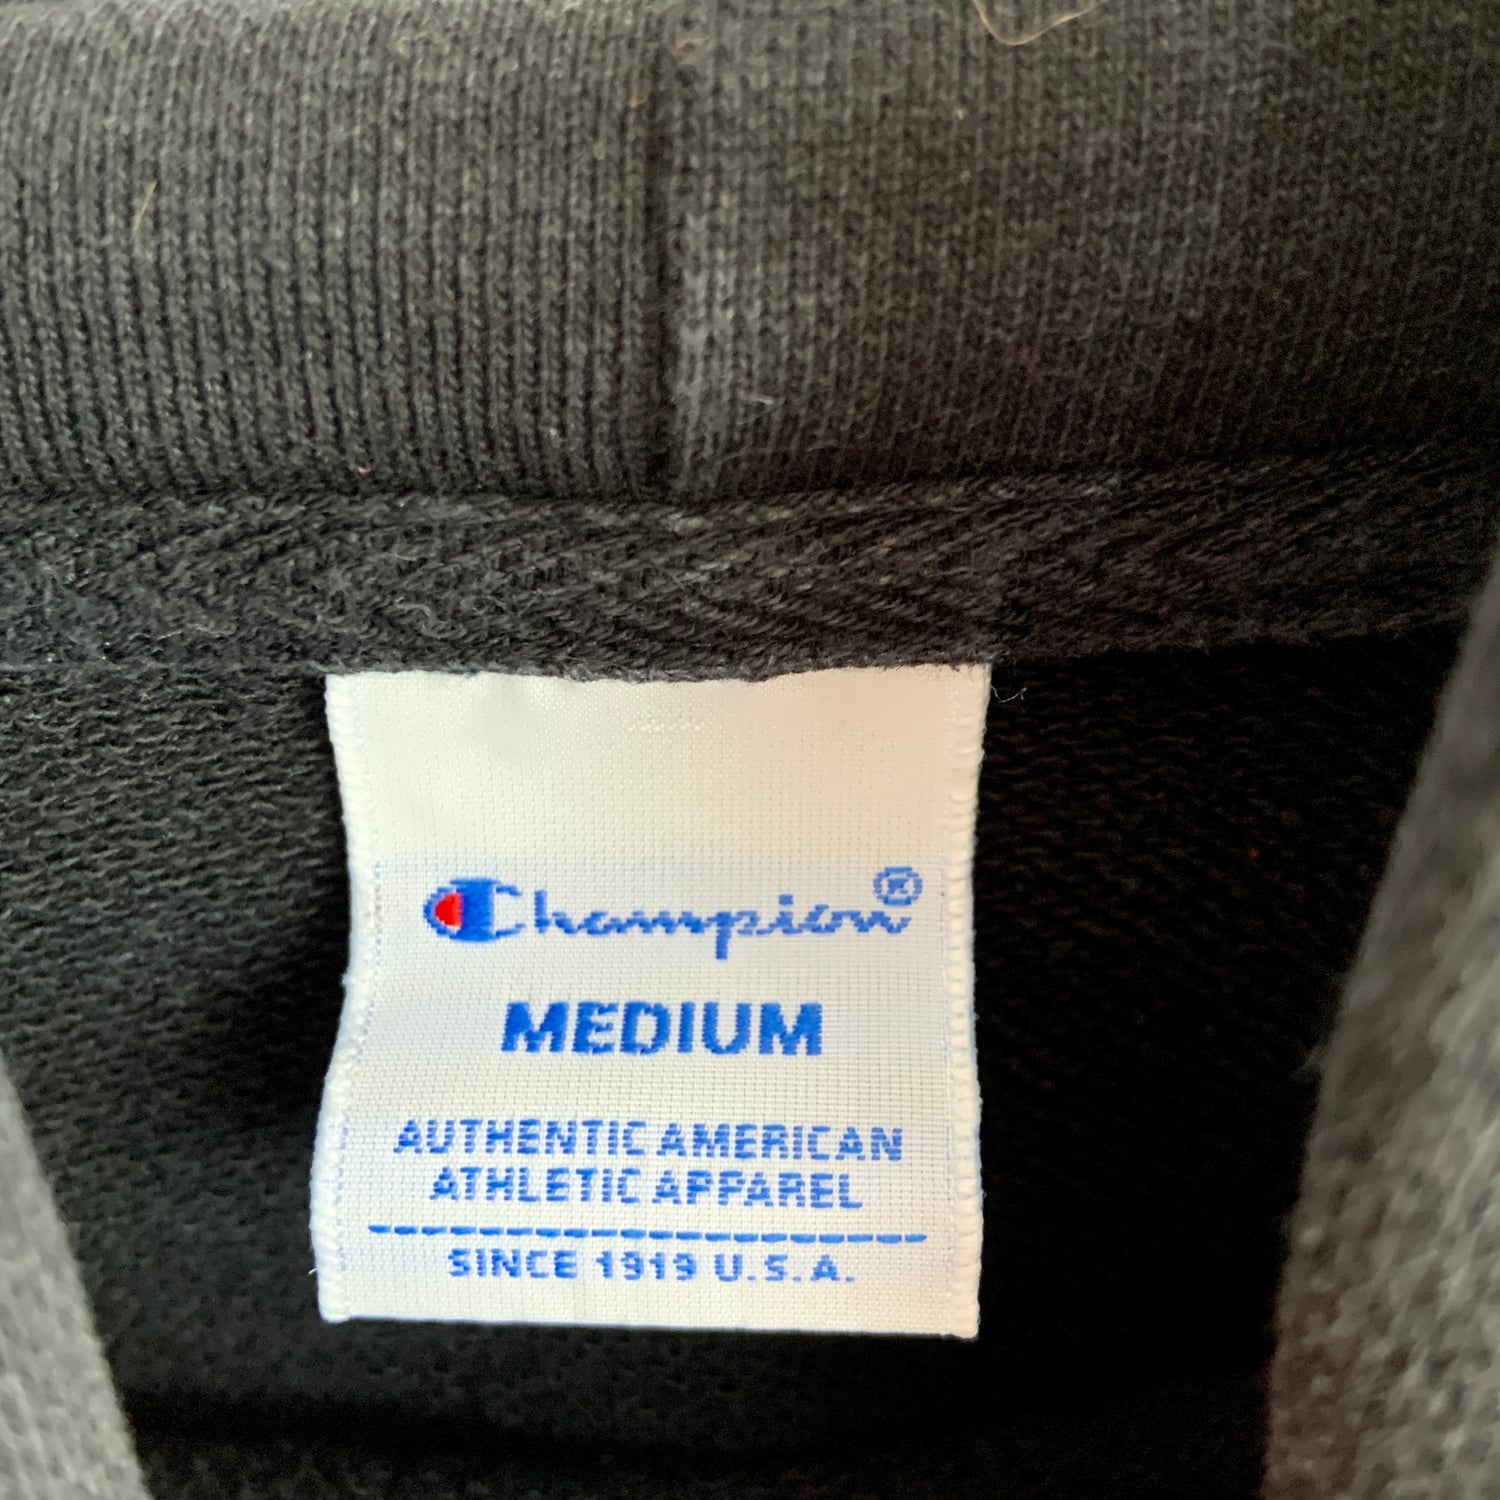 Champion®
MEDIUM
AUTHENTIC AMERICAN
ATHLETIC APPAREL
SINCE 1919 U.S.A.